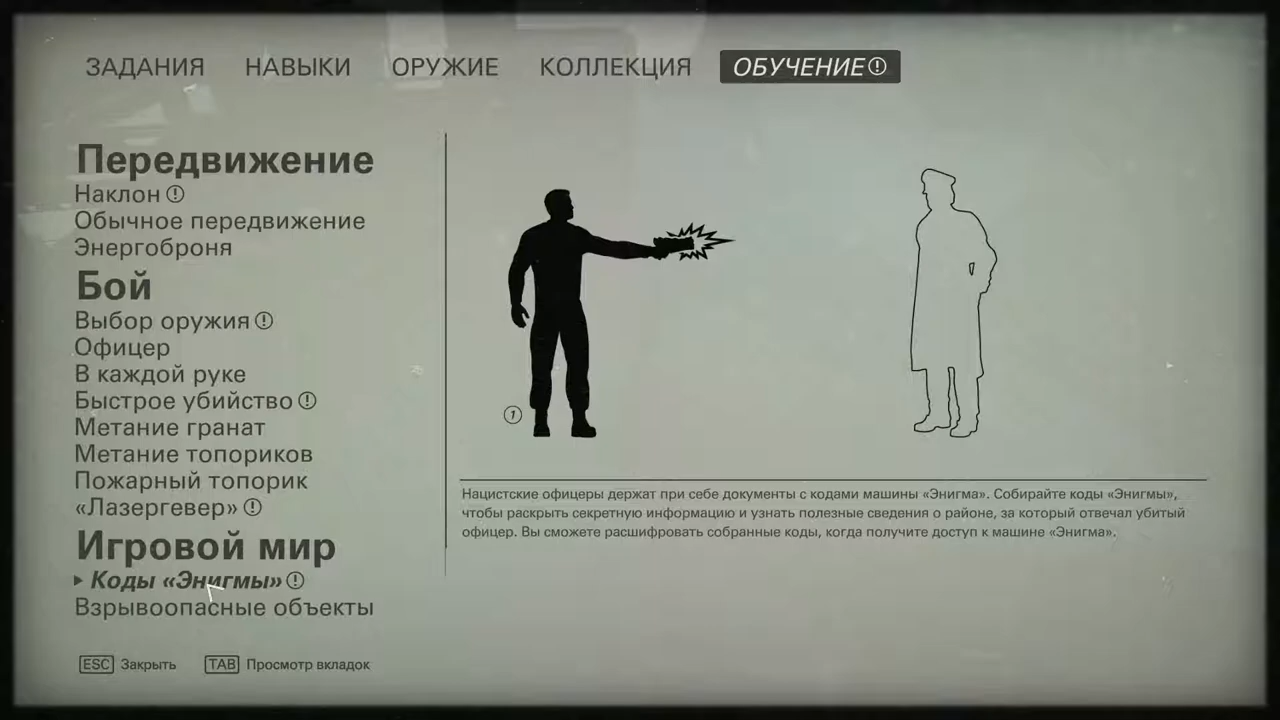 ЗАДАНИЯ НАВЫКИ ОРУЖИЕ КОЛЛЕКЦИЯ ОБУЧЕНИЕ!
Передвижение
Наклон!
Обычное передвижение
Энергоброня
Бой
Выбор оружия!
Офицер
В каждой руке
Быстрое убийство!
Метание гранат
Метание топориков
Пожарный топорик
«Лазергевер»!
Игровой мир
Коды «Энигмы»!
Взрывоопасные объекты
1
Нацистские офицеры держат при себе документы с кодами машины «Энигма». Собирайте коды «Энигмы»,
чтобы раскрыть секретную информацию и узнать полезные сведения о районе, за который отвечал убитый
офицер. Вы сможете расшифровать собранные коды, когда получите доступ к машине «Энигма».
ESC Закрыть TAB Просмотр вкладок